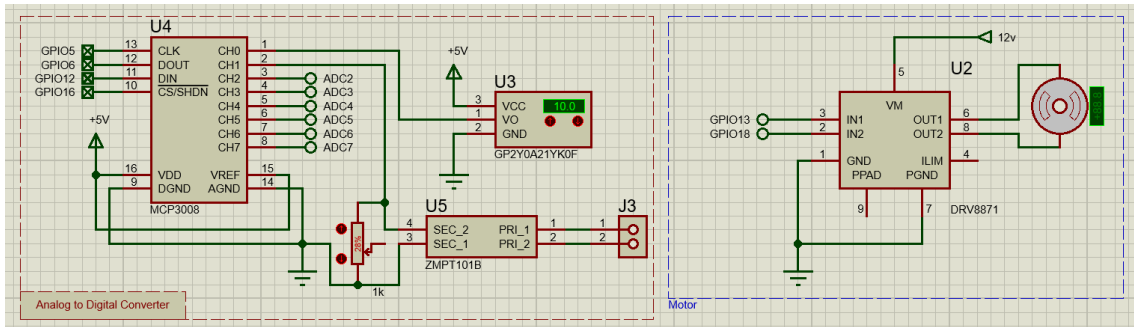 U4
GPIO5 13 CLK CH0 1
GPIO6 12 DOUT CH1 2
GPIO12 11 DIN CH2 3 ADC2
GPIO16 10 CS/SHDN CH3 4 ADC3
CH4 5 ADC4
CH5 6 ADC5
CH6 7 ADC6
CH7 8 ADC7
+5V
16 VDD VREF 15
9 DGND AGND 14
MCP3008
+5V
U3
3 VCC 10.0
1 VO
2 GND
GP2Y0A21YK0F
28%
1k
U5
4 SEC_2 PRI_1 1
3 SEC_1 PRI_2 2
ZMPT101B
J3
1
2
Analog to Digital Converter
12v
U2
5
VM
GPIO13 3 IN1 OUT1 6
GPIO18 2 IN2 OUT2 8
1 GND ILIM 4
PPAD PGND
9 7 DRV8871
+88.8
Motor